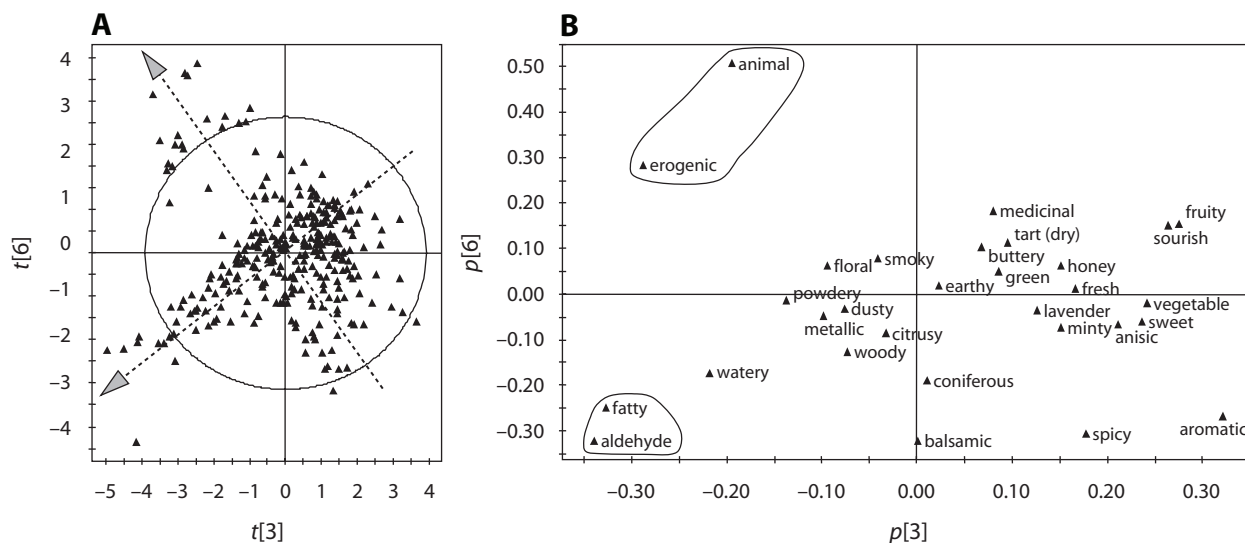 A
4
3
2
1
0
−1
−2
−3
−4
t[6]
−5 −4 −3 −2 −1 0 1 2 3 4
t[3]
B
0.50
0.40
0.30
0.20
0.10
0.00
−0.10
−0.20
−0.30
p[6]
animal
erogenic
medicinal
fruity
tart (dry)
sourish
buttery
smoky
floral
honey
green
earthy
fresh
powdery
vegetable
dusty
lavender
metallic
sweet
minty
anisic
citrusy
woody
watery
coniferous
fatty
aromatic
spicy
aldehyde
balsamic
−0.30 −0.20 −0.10 0.00 0.10 0.20 0.30
p[3]